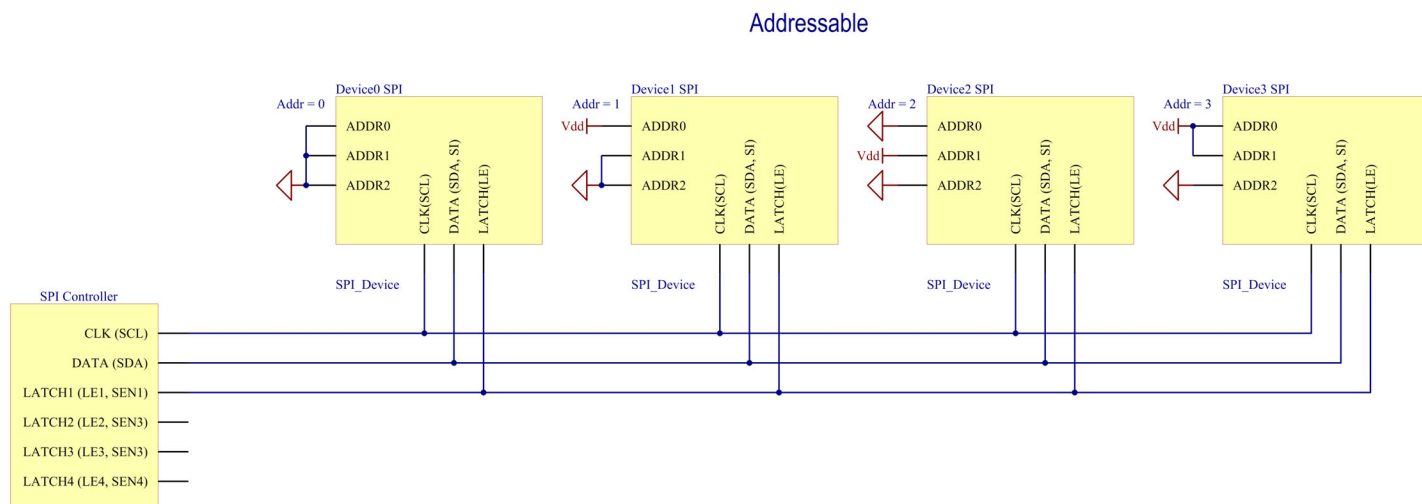 Addressable
Device0 SPI
Addr = 0
ADDR0
ADDR1
ADDR2
CLK(SCL)
DATA (SDA, SI)
LATCH(LE)
SPI_Device
Device1 SPI
Addr = 1
Vdd
ADDR0
ADDR1
ADDR2
CLK(SCL)
DATA (SDA, SI)
LATCH(LE)
SPI_Device
Device2 SPI
Addr = 2
ADDR0
Vdd
ADDR1
ADDR2
CLK(SCL)
DATA (SDA, SI)
LATCH(LE)
SPI_Device
Device3 SPI
Addr = 3
Vdd
ADDR0
ADDR1
ADDR2
CLK(SCL)
DATA (SDA, SI)
LATCH(LE)
SPI_Device
SPI Controller
CLK (SCL)
DATA (SDA)
LATCH1 (LE1, SEN1)
LATCH2 (LE2, SEN3)
LATCH3 (LE3, SEN3)
LATCH4 (LE4, SEN4)